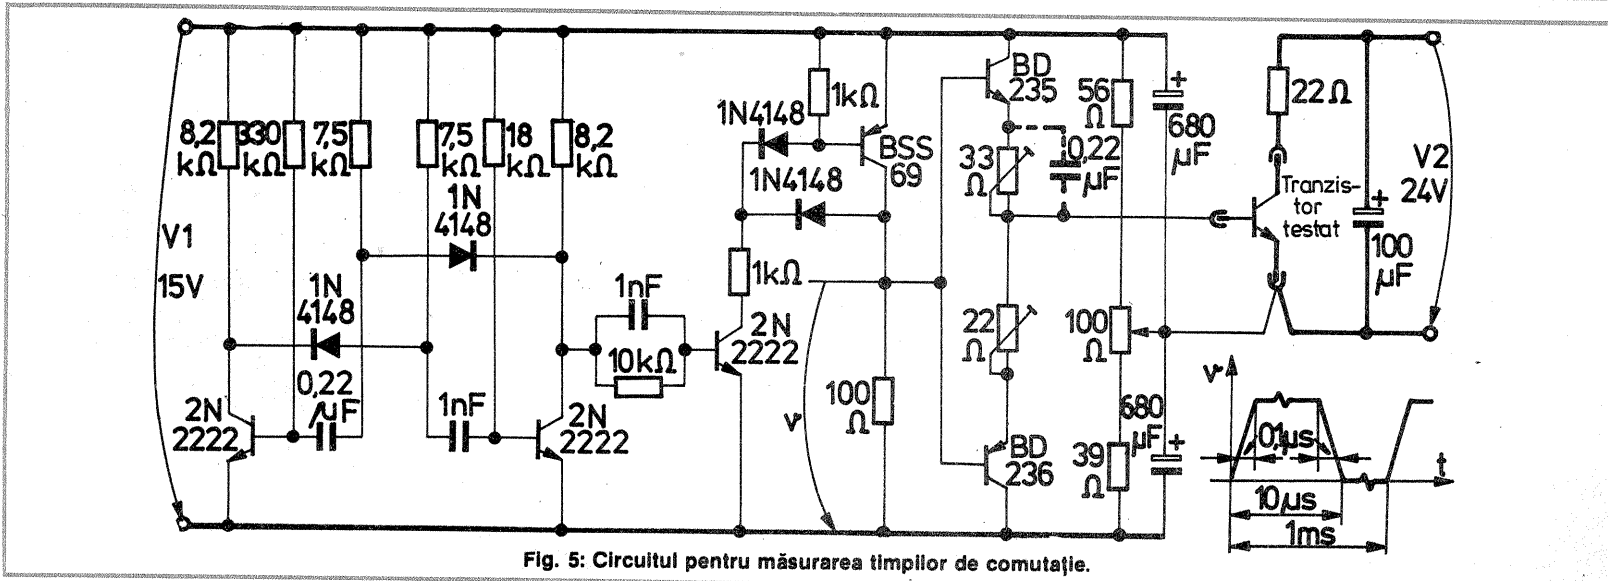 V1
15V
8,2
kΩ
330
kΩ
7,5
kΩ
7,5
kΩ
18
kΩ
8,2
kΩ
1N
4148
1N
4148
0,22
µF
1nF
2N
2222
2N
2222
1nF
10kΩ
2N
2222
1N4148
1N4148
1kΩ
1kΩ
BSS
69
v
100
Ω
BD
235
33
Ω
0,22
µF
22
Ω
BD
236
56
Ω
100
Ω
39
Ω
+
680
µF
680
µF
+
22Ω
Tranzis-
tor
testat
+
100
µF
V2
24V
v
0,1µs
t
10µs
1ms
Fig. 5: Circuitul pentru măsurarea timpilor de comutaţie.